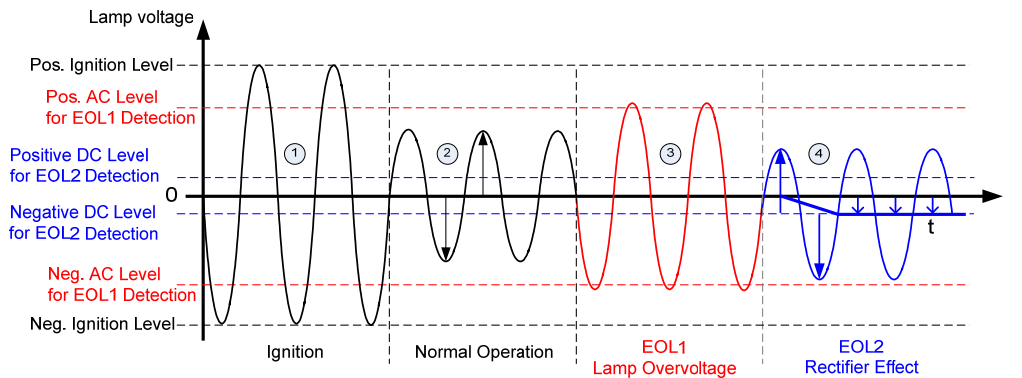 Lamp voltage
Pos. Ignition Level
Pos. AC Level
for EOL1 Detection
Positive DC Level
for EOL2 Detection
0
Negative DC Level
for EOL2 Detection
Neg. AC Level
for EOL1 Detection
Neg. Ignition Level
1
2
3
4
t
Ignition
Normal Operation
EOL1
Lamp Overvoltage
EOL2
Rectifier Effect